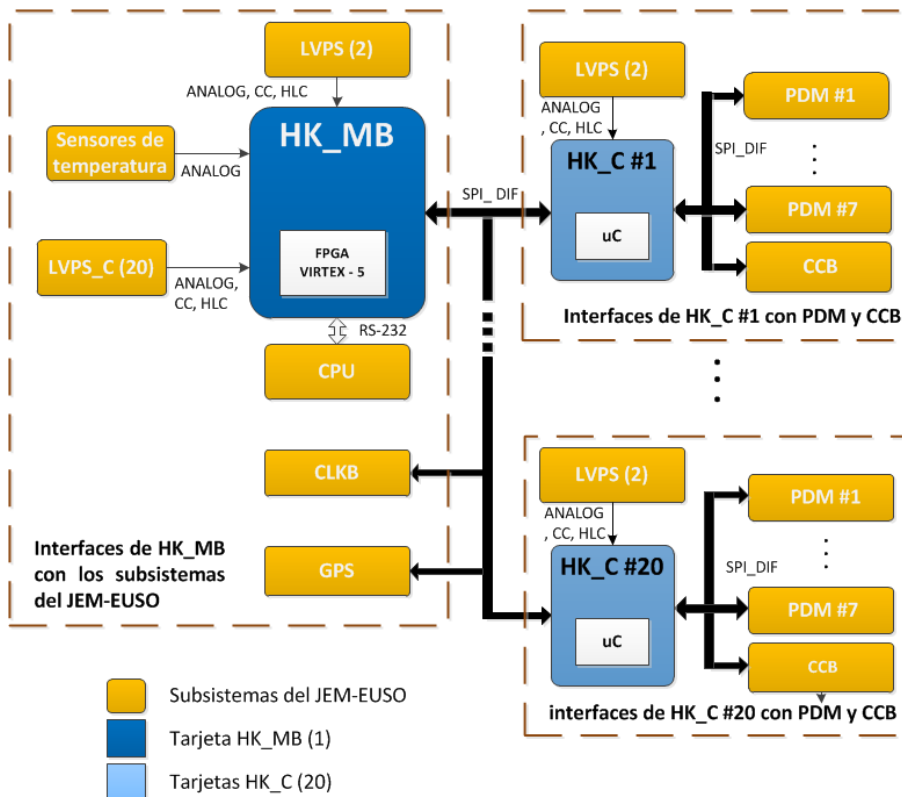 LVPS (2)
ANALOG, CC, HLC
HK_MB
Sensores de
temperatura
ANALOG
FPGA
VIRTEX - 5
LVPS_C (20)
ANALOG,
CC, HLC
RS-232
CPU
CLKB
GPS
Interfaces de HK_MB
con los subsistemas
del JEM-EUSO
SPI_ DIF
LVPS (2)
ANALOG
, CC, HLC
HK_C #1
uC
SPI_DIF
PDM #1
PDM #7
CCB
Interfaces de HK_C #1 con PDM y CCB
LVPS (2)
ANALOG
, CC, HLC
HK_C #20
uC
SPI_DIF
PDM #1
PDM #7
CCB
interfaces de HK_C #20 con PDM y CCB
Subsistemas del JEM-EUSO
Tarjeta HK_MB (1)
Tarjetas HK_C (20)